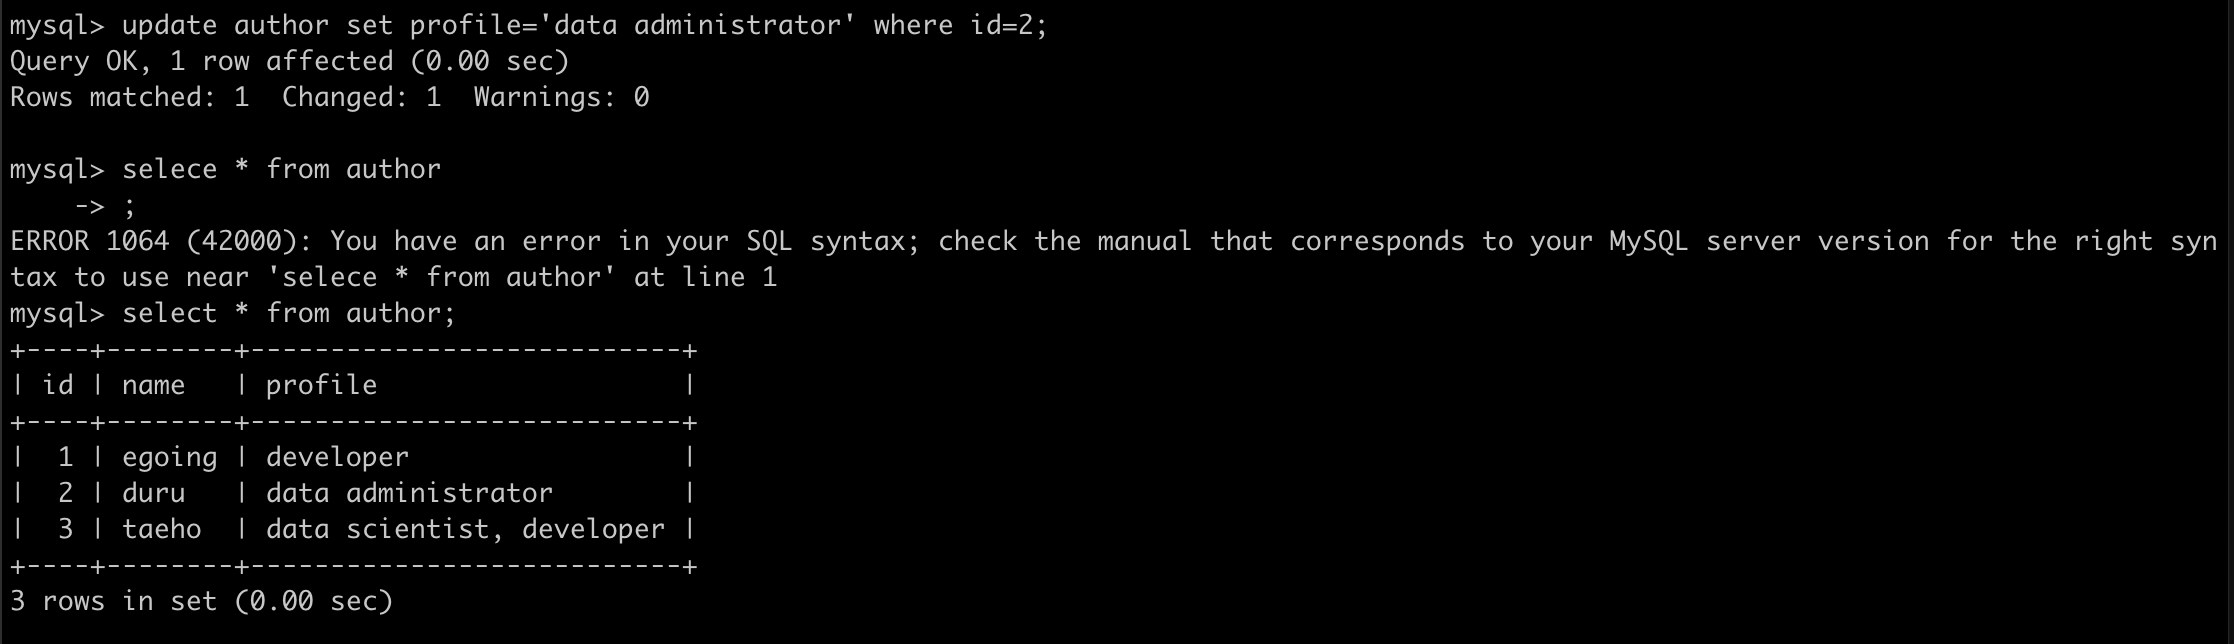 mysql> update author set profile='data administrator' where id=2;
Query OK, 1 row affected (0.00 sec)
Rows matched: 1  Changed: 1  Warnings: 0

mysql> selece * from author
    -> ;
ERROR 1064 (42000): You have an error in your SQL syntax; check the manual that corresponds to your MySQL server version for the right syn
tax to use near 'selece * from author' at line 1
mysql> select * from author;
+----+--------+---------------------------+
| id | name   | profile                   |
+----+--------+---------------------------+
|  1 | egoing | developer                 |
|  2 | duru   | data administrator        |
|  3 | taeho  | data scientist, developer |
+----+--------+---------------------------+
3 rows in set (0.00 sec)